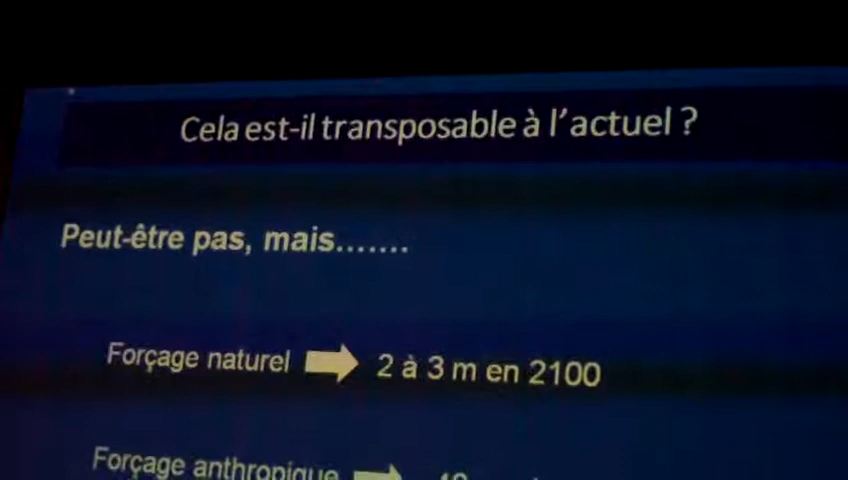 Cela est-il transposable à l'actuel ?
Peut-être pas, mais.......
Forçage naturel 2 à 3 m en 2100
Forçage anthropique